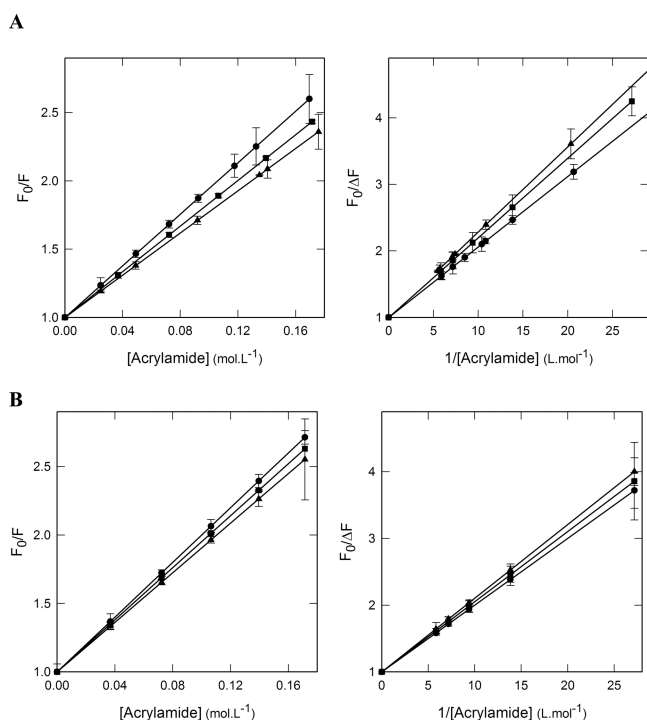 A
F0/F
2.5
2.0
1.5
1.0
0.00 0.04 0.08 0.12 0.16
[Acrylamide] (mol.L-1)
F0/ΔF
4
3
2
1
0 5 10 15 20 25
1/[Acrylamide] (L.mol-1)
B
F0/F
2.5
2.0
1.5
1.0
0.00 0.04 0.08 0.12 0.16
[Acrylamide] (mol.L-1)
F0/ΔF
4
3
2
1
0 5 10 15 20 25
1/[Acrylamide] (L.mol-1)